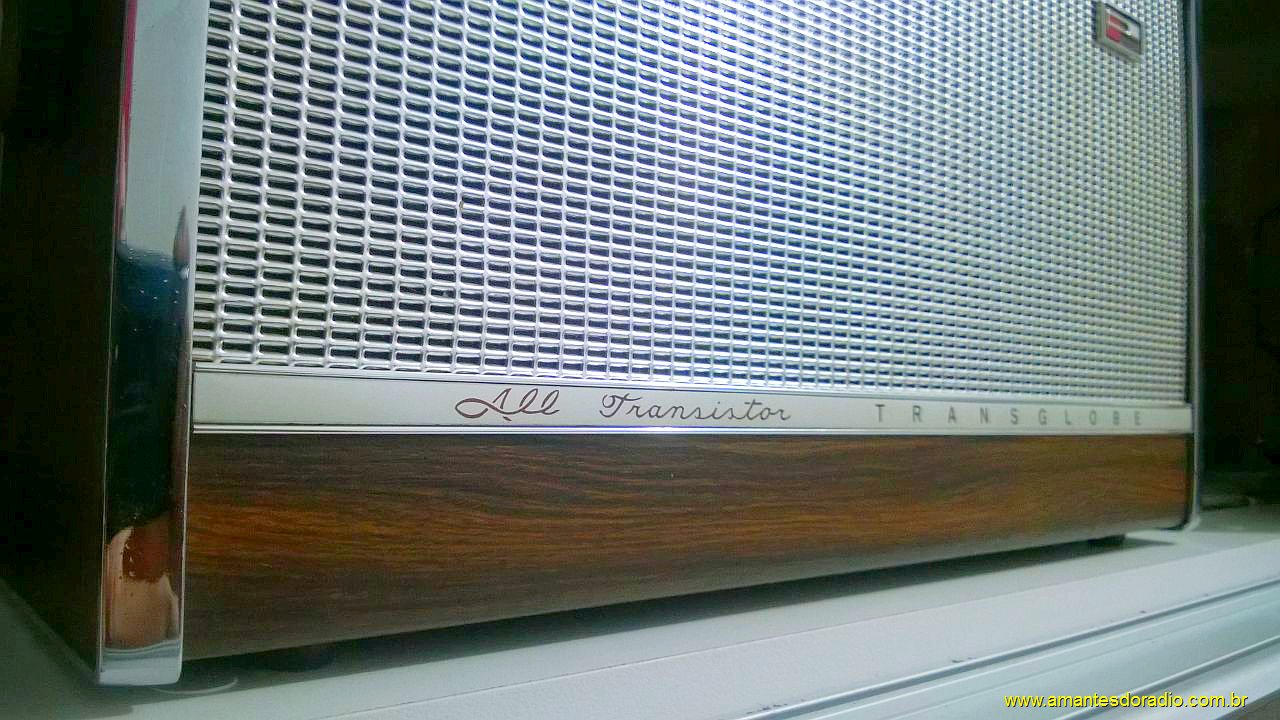 All Transistor TRANSGLOBE
www.amantesdoradio.com.br